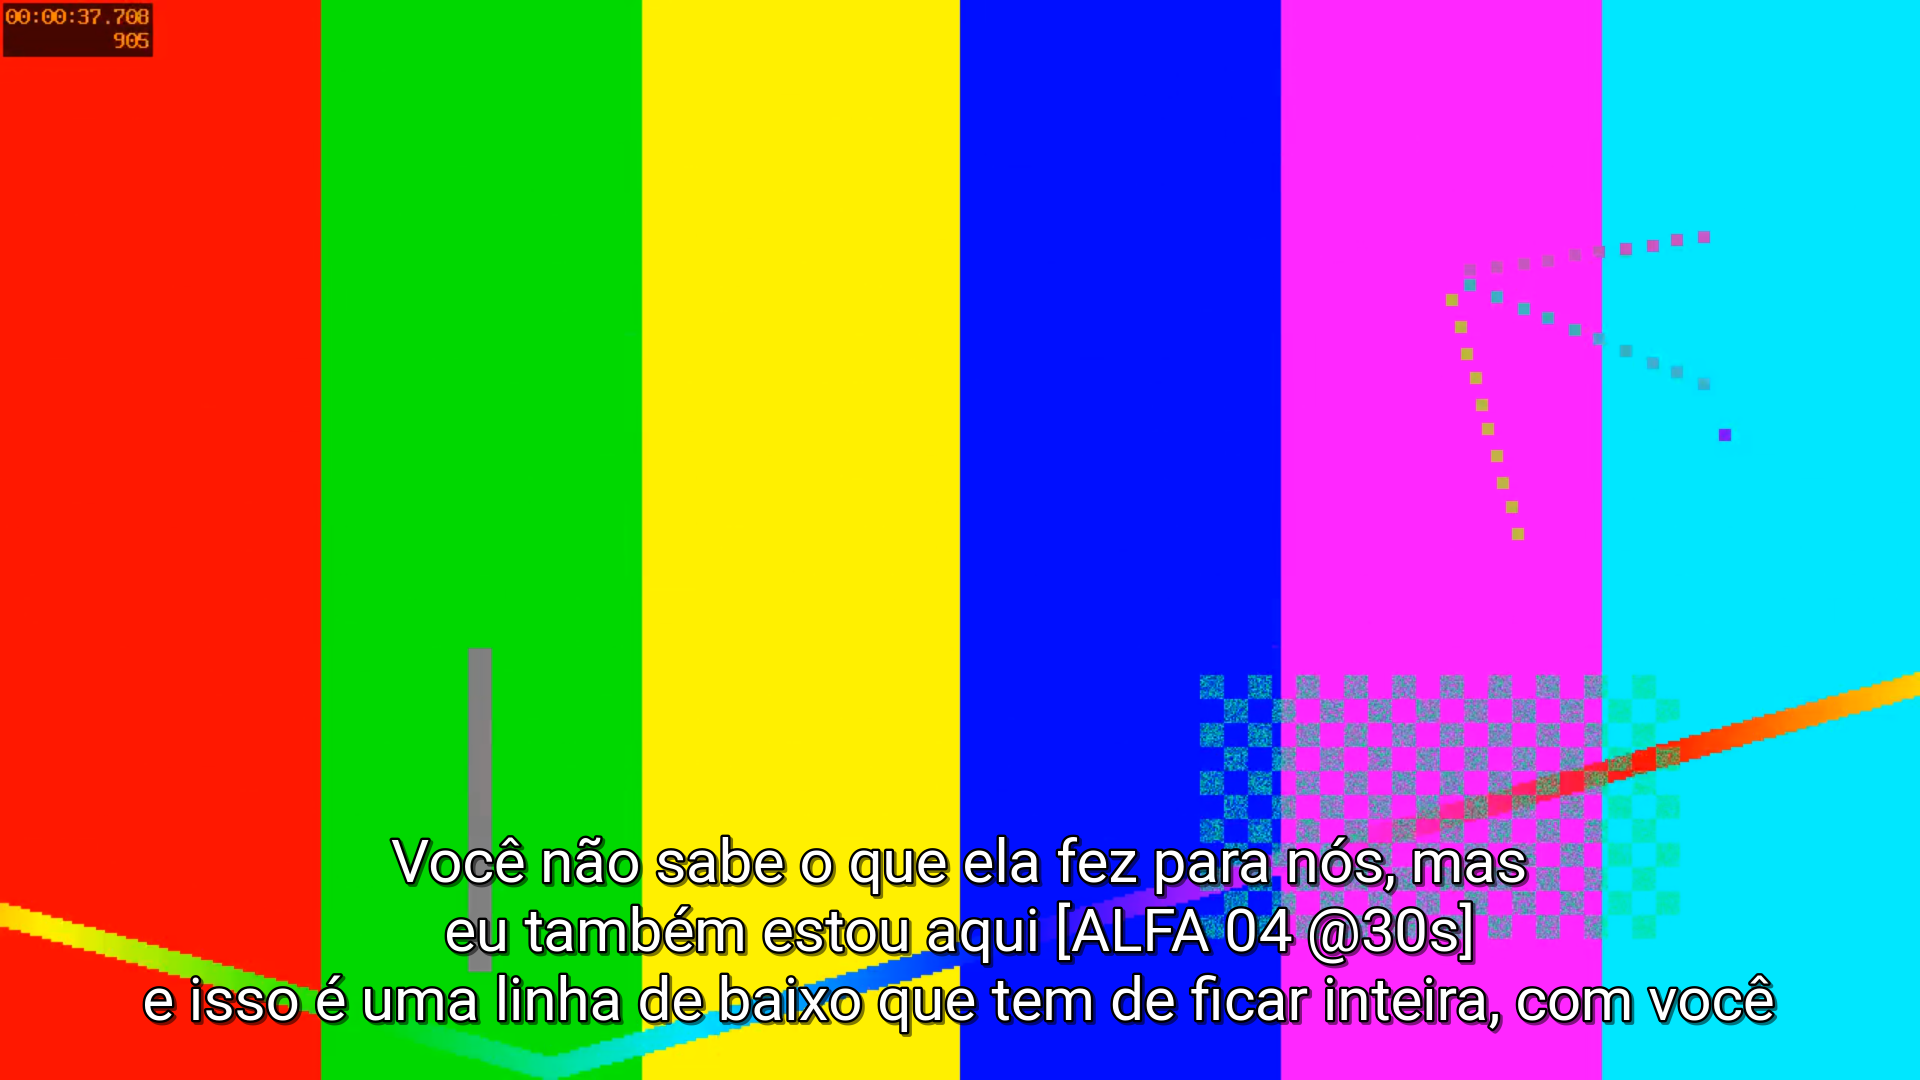 00:00:37.708
905
Você não sabe o que ela fez para nós, mas
eu também estou aqui [ALFA 04 @30s]
e isso é uma linha de baixo que tem de ficar inteira, com você